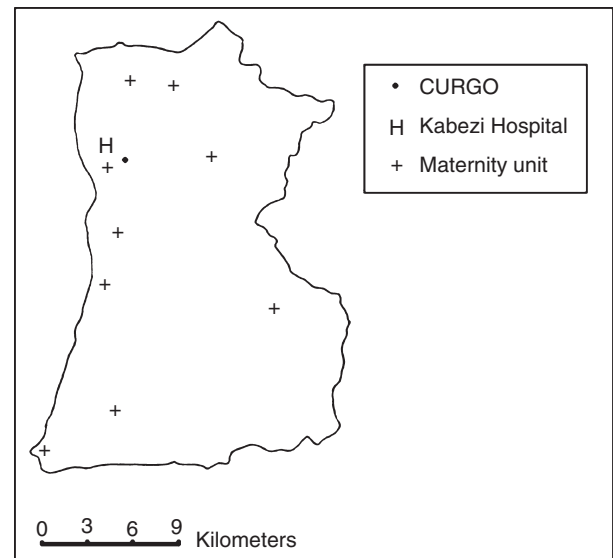 • CURGO
H Kabezi Hospital
+ Maternity unit
H
0 3 6 9
Kilometers